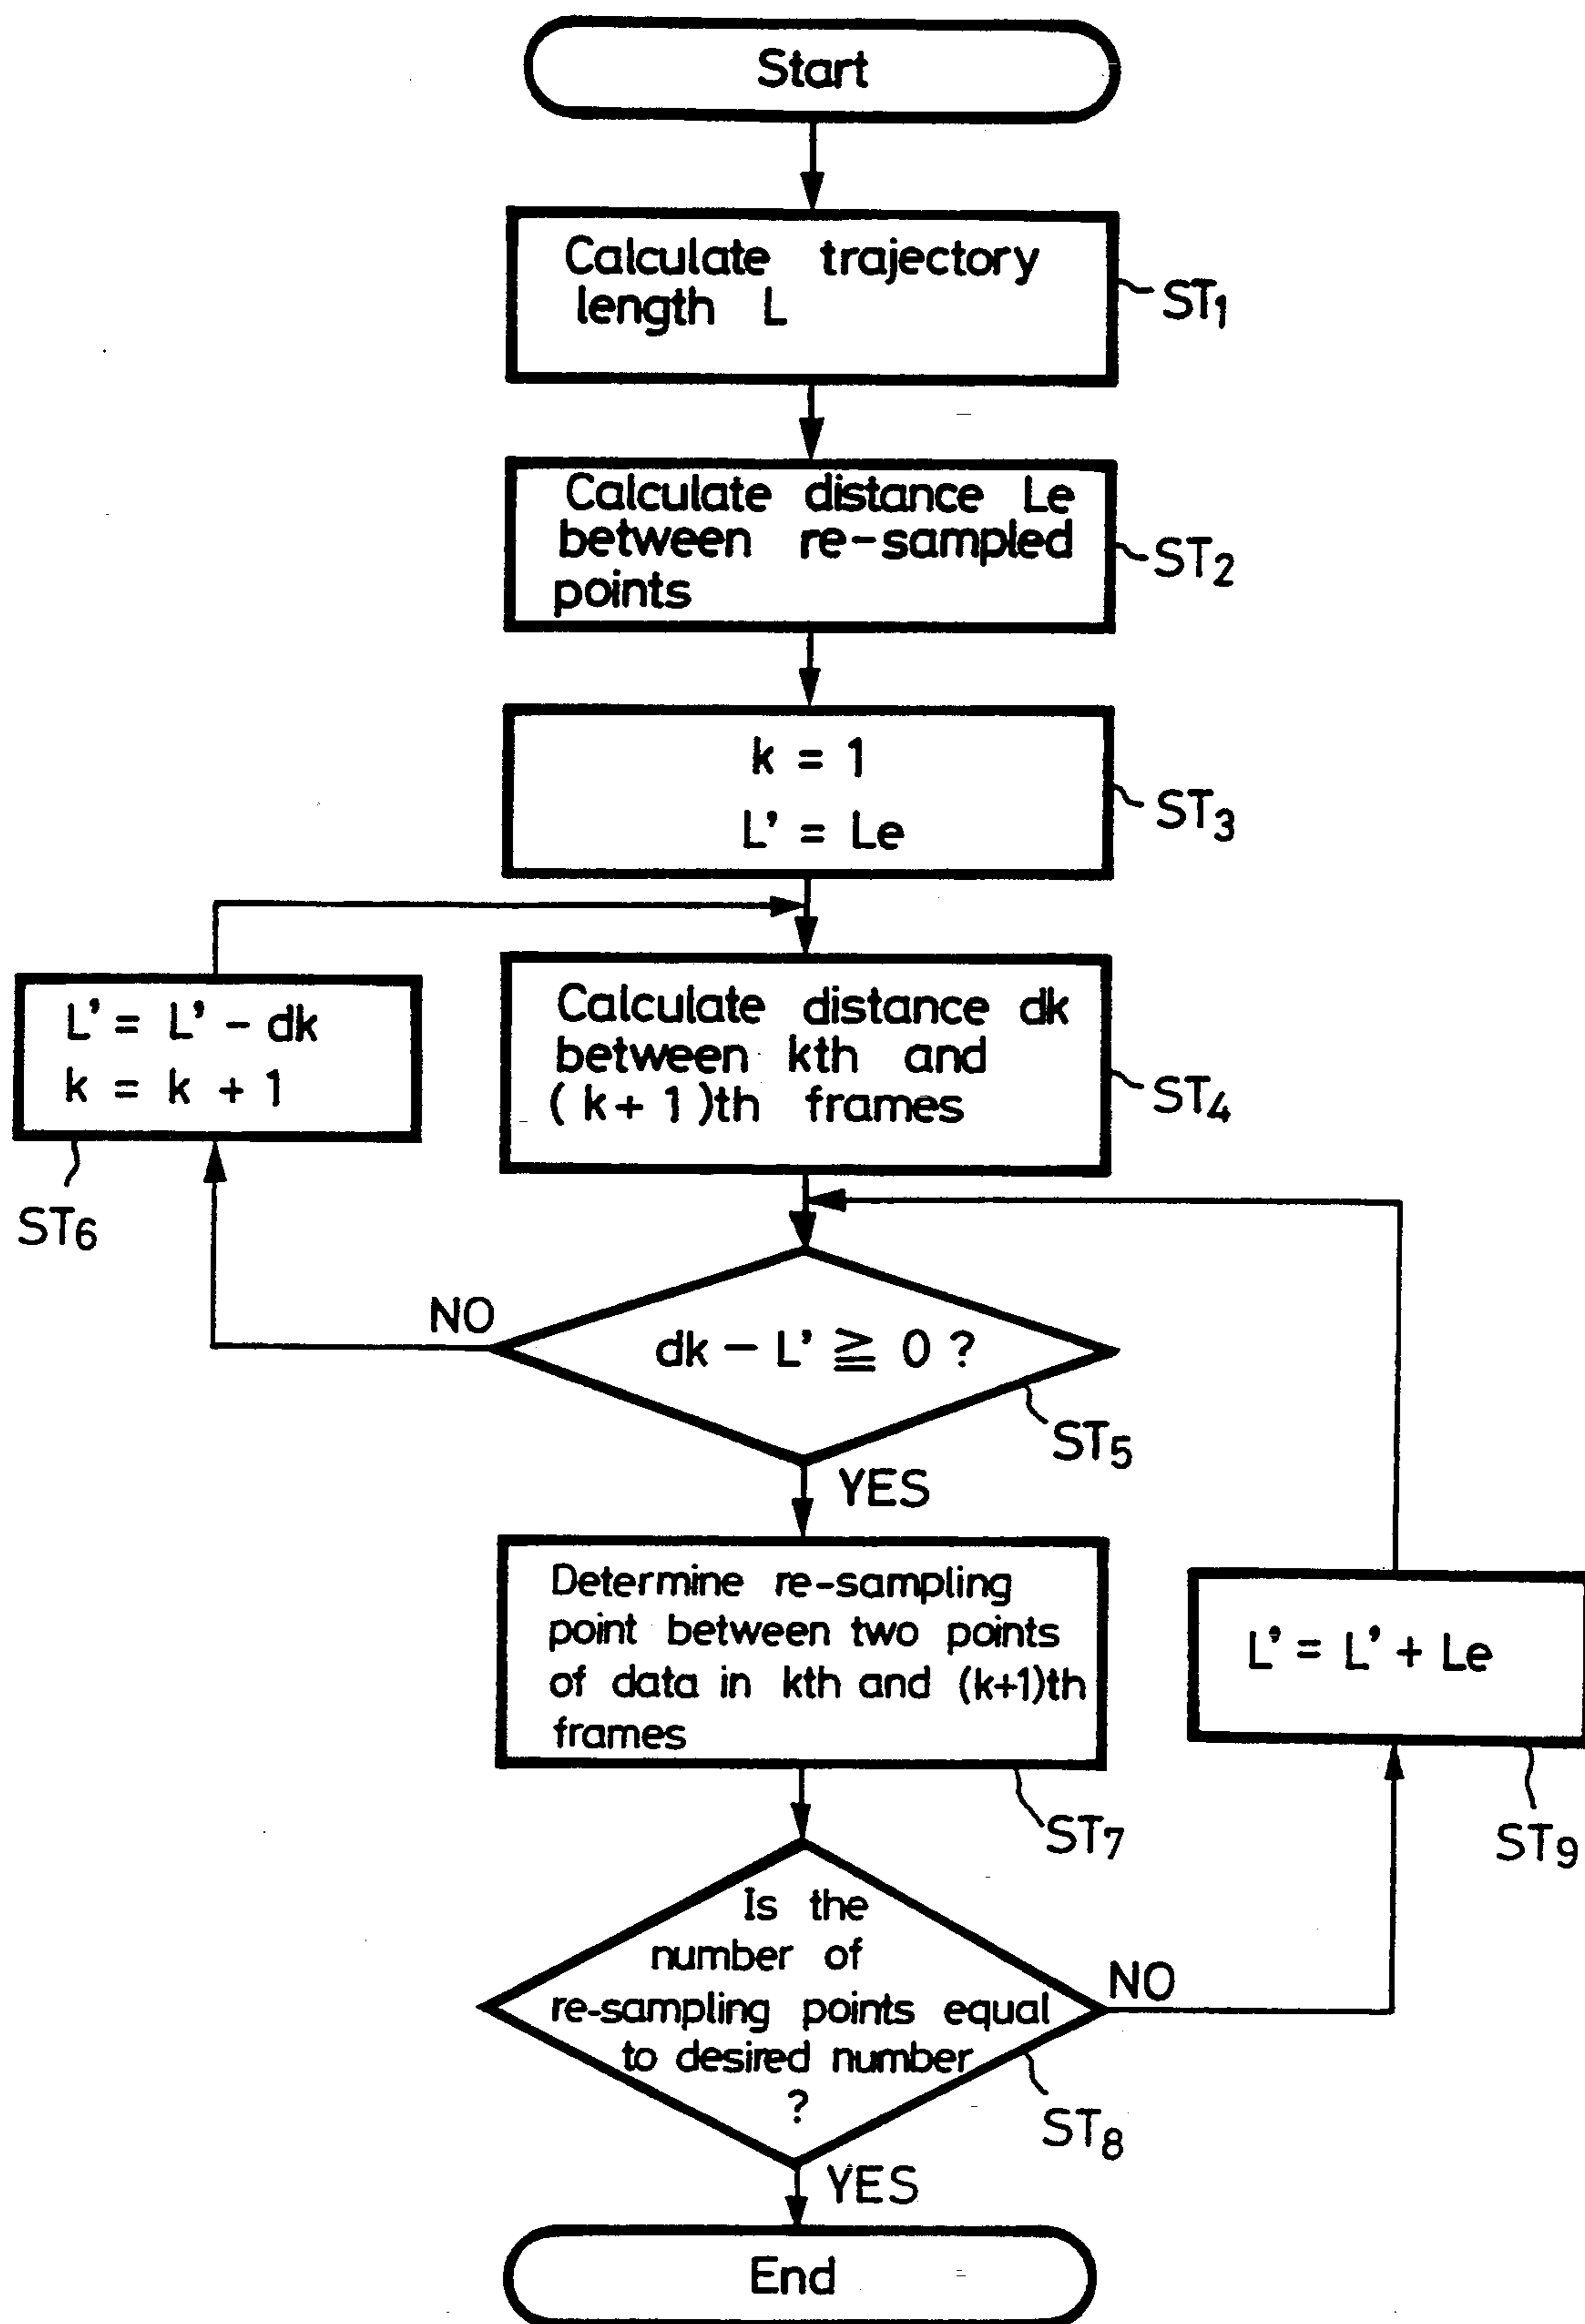 Start
Calculate trajectory
length L
ST1
Calculate distance Le
between re-sampled
points
ST2
k = 1
L' = Le
ST3
L' = L' - dk
k = k + 1
ST6
Calculate distance dk
between kth and
(k+1)th frames
ST4
NO
dk - L' ≧ 0 ?
ST5
YES
Determine re-sampling
point between two points
of data in kth and (k+1)th
frames
ST7
L' = L' + Le
ST9
Is the
number of
re-sampling points equal
to desired number
?
NO
ST8
YES
End